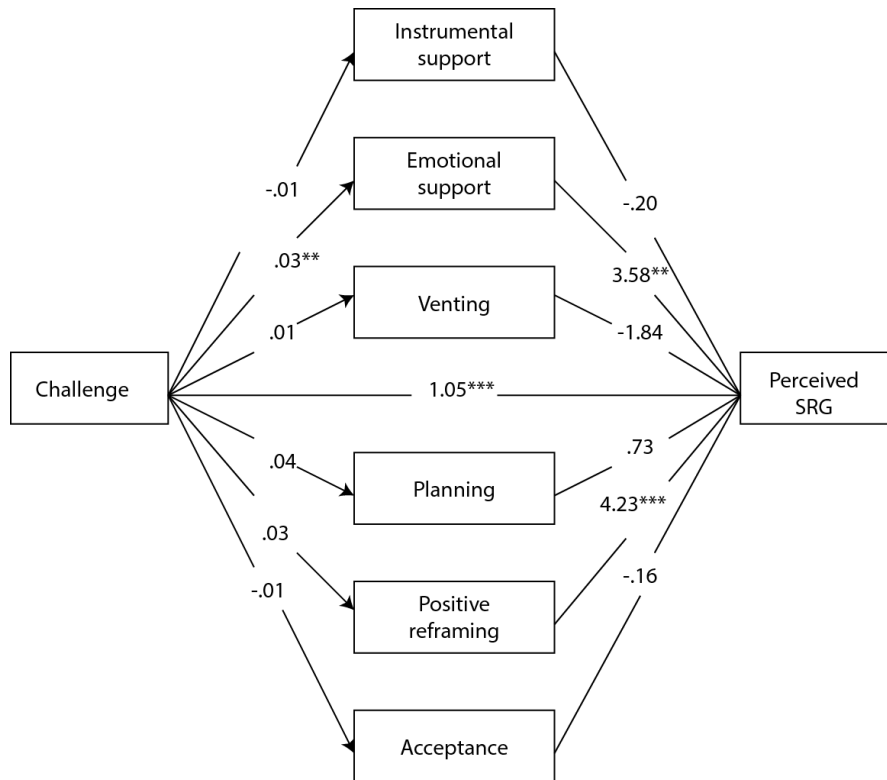 Instrumental
support
-.01
-.20
Emotional
support
.03**
3.58**
Venting
.01
-1.84
Challenge
1.05***
Perceived
SRG
.04
.73
Planning
.03
4.23***
Positive
reframing
-.01
-.16
Acceptance